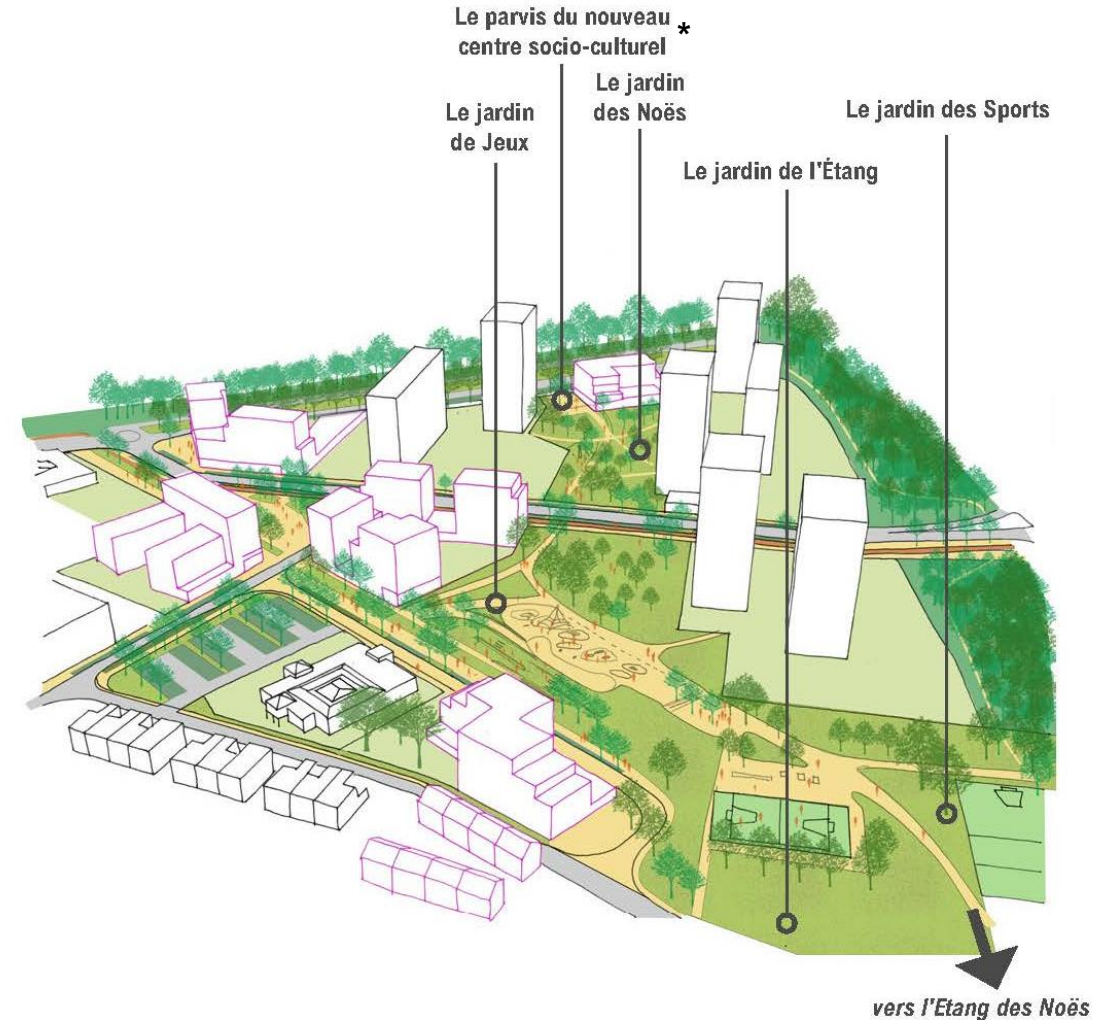 Le parvis du nouveau
centre socio-culturel *
Le jardin
des Noës
Le jardin
de Jeux
Le jardin des Sports
Le jardin de l'Étang
vers l'Etang des Noës